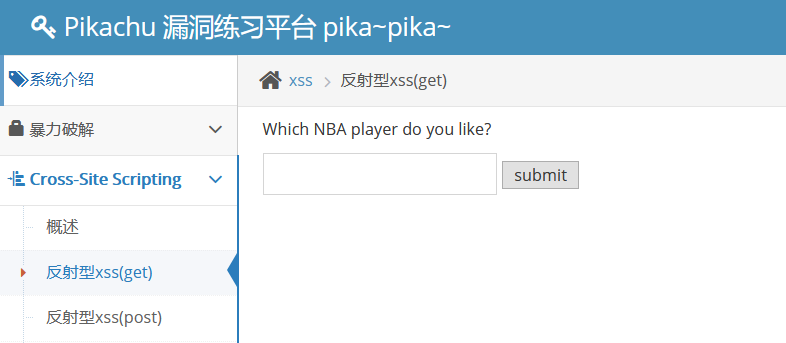 Pikachu 漏洞练习平台 pika~pika~
系统介绍
暴力破解
Cross-Site Scripting
概述
反射型xss(get)
反射型xss(post)
xss 反射型xss(get)
Which NBA player do you like?
submit